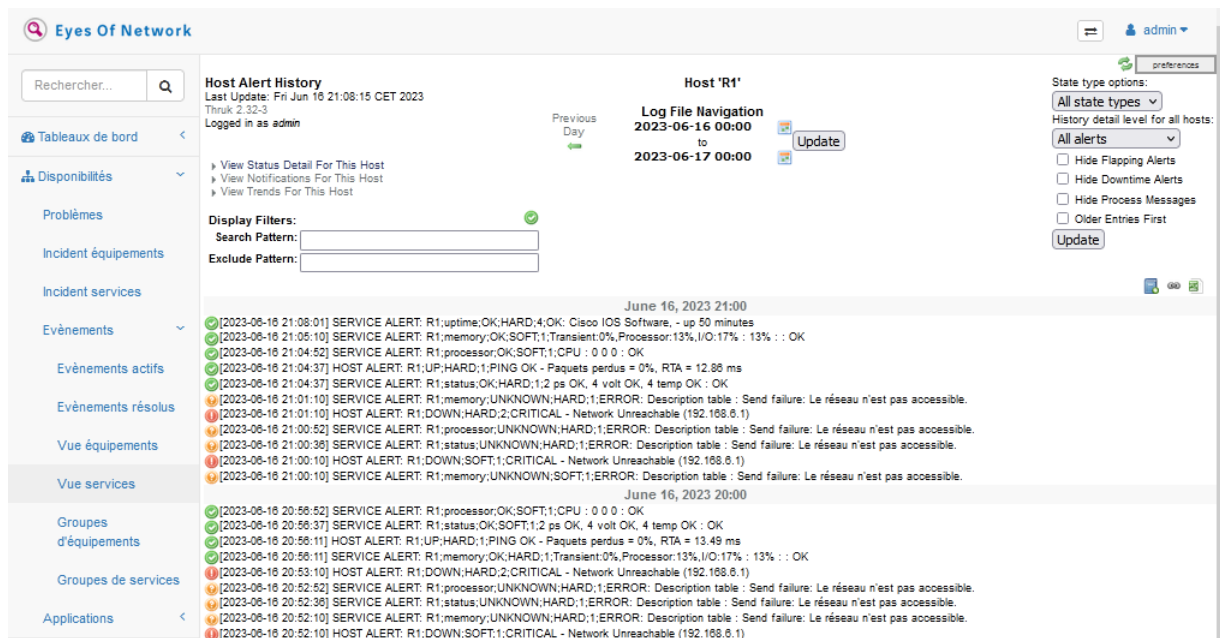 Eyes Of Network
admin
Rechercher...
Tableaux de bord
Disponibilités
Problèmes
Incident équipements
Incident services
Evènements
Evènements actifs
Evènements résolus
Vue équipements
Vue services
Groupes
d'équipements
Groupes de services
Applications
Host Alert History
Last Update: Fri Jun 16 21:08:15 CET 2023
Thruk 2.32-3
Logged in as admin
View Status Detail For This Host
View Notifications For This Host
View Trends For This Host
Display Filters:
Search Pattern:
Exclude Pattern:
Previous
Day
Host 'R1'
Log File Navigation
2023-06-16 00:00
to
2023-06-17 00:00
Update
preferences
State type options:
All state types
History detail level for all hosts:
All alerts
Hide Flapping Alerts
Hide Downtime Alerts
Hide Process Messages
Older Entries First
Update
June 16, 2023 21:00
[2023-06-16 21:08:01] SERVICE ALERT: R1;uptime;OK;HARD;4;OK: Cisco IOS Software, - up 50 minutes
[2023-06-16 21:05:10] SERVICE ALERT: R1;memory;OK;SOFT;1;Transient:0%,Processor:13%,I/O:17% : 13% : : OK
[2023-06-16 21:04:52] SERVICE ALERT: R1;processor;OK;SOFT;1;CPU : 0 0 0 : OK
[2023-06-16 21:04:37] HOST ALERT: R1;UP;HARD;1;PING OK - Paquets perdus = 0%, RTA = 12.86 ms
[2023-06-16 21:04:37] SERVICE ALERT: R1;status;OK;HARD;1;2 ps OK, 4 volt OK, 4 temp OK : OK
[2023-06-16 21:01:10] SERVICE ALERT: R1;memory;UNKNOWN;HARD;1;ERROR: Description table : Send failure: Le réseau n'est pas accessible.
[2023-06-16 21:01:10] HOST ALERT: R1;DOWN;HARD;2;CRITICAL - Network Unreachable (192.168.6.1)
[2023-06-16 21:00:52] SERVICE ALERT: R1;processor;UNKNOWN;HARD;1;ERROR: Description table : Send failure: Le réseau n'est pas accessible.
[2023-06-16 21:00:36] SERVICE ALERT: R1;status;UNKNOWN;HARD;1;ERROR: Description table : Send failure: Le réseau n'est pas accessible.
[2023-06-16 21:00:10] HOST ALERT: R1;DOWN;SOFT;1;CRITICAL - Network Unreachable (192.168.6.1)
[2023-06-16 21:00:10] SERVICE ALERT: R1;memory;UNKNOWN;SOFT;1;ERROR: Description table : Send failure: Le réseau n'est pas accessible.
June 16, 2023 20:00
[2023-06-16 20:56:52] SERVICE ALERT: R1;processor;OK;SOFT;1;CPU : 0 0 0 : OK
[2023-06-16 20:56:37] SERVICE ALERT: R1;status;OK;SOFT;1;2 ps OK, 4 volt OK, 4 temp OK : OK
[2023-06-16 20:56:11] HOST ALERT: R1;UP;HARD;1;PING OK - Paquets perdus = 0%, RTA = 13.49 ms
[2023-06-16 20:56:11] SERVICE ALERT: R1;memory;OK;HARD;1;Transient:0%,Processor:13%,I/O:17% : 13% : : OK
[2023-06-16 20:53:10] HOST ALERT: R1;DOWN;HARD;2;CRITICAL - Network Unreachable (192.168.6.1)
[2023-06-16 20:52:52] SERVICE ALERT: R1;processor;UNKNOWN;HARD;1;ERROR: Description table : Send failure: Le réseau n'est pas accessible.
[2023-06-16 20:52:36] SERVICE ALERT: R1;status;UNKNOWN;HARD;1;ERROR: Description table : Send failure: Le réseau n'est pas accessible.
[2023-06-16 20:52:10] SERVICE ALERT: R1;memory;UNKNOWN;HARD;1;ERROR: Description table : Send failure: Le réseau n'est pas accessible.
[2023-06-16 20:52:10] HOST ALERT: R1;DOWN;SOFT;1;CRITICAL - Network Unreachable (192.168.6.1)